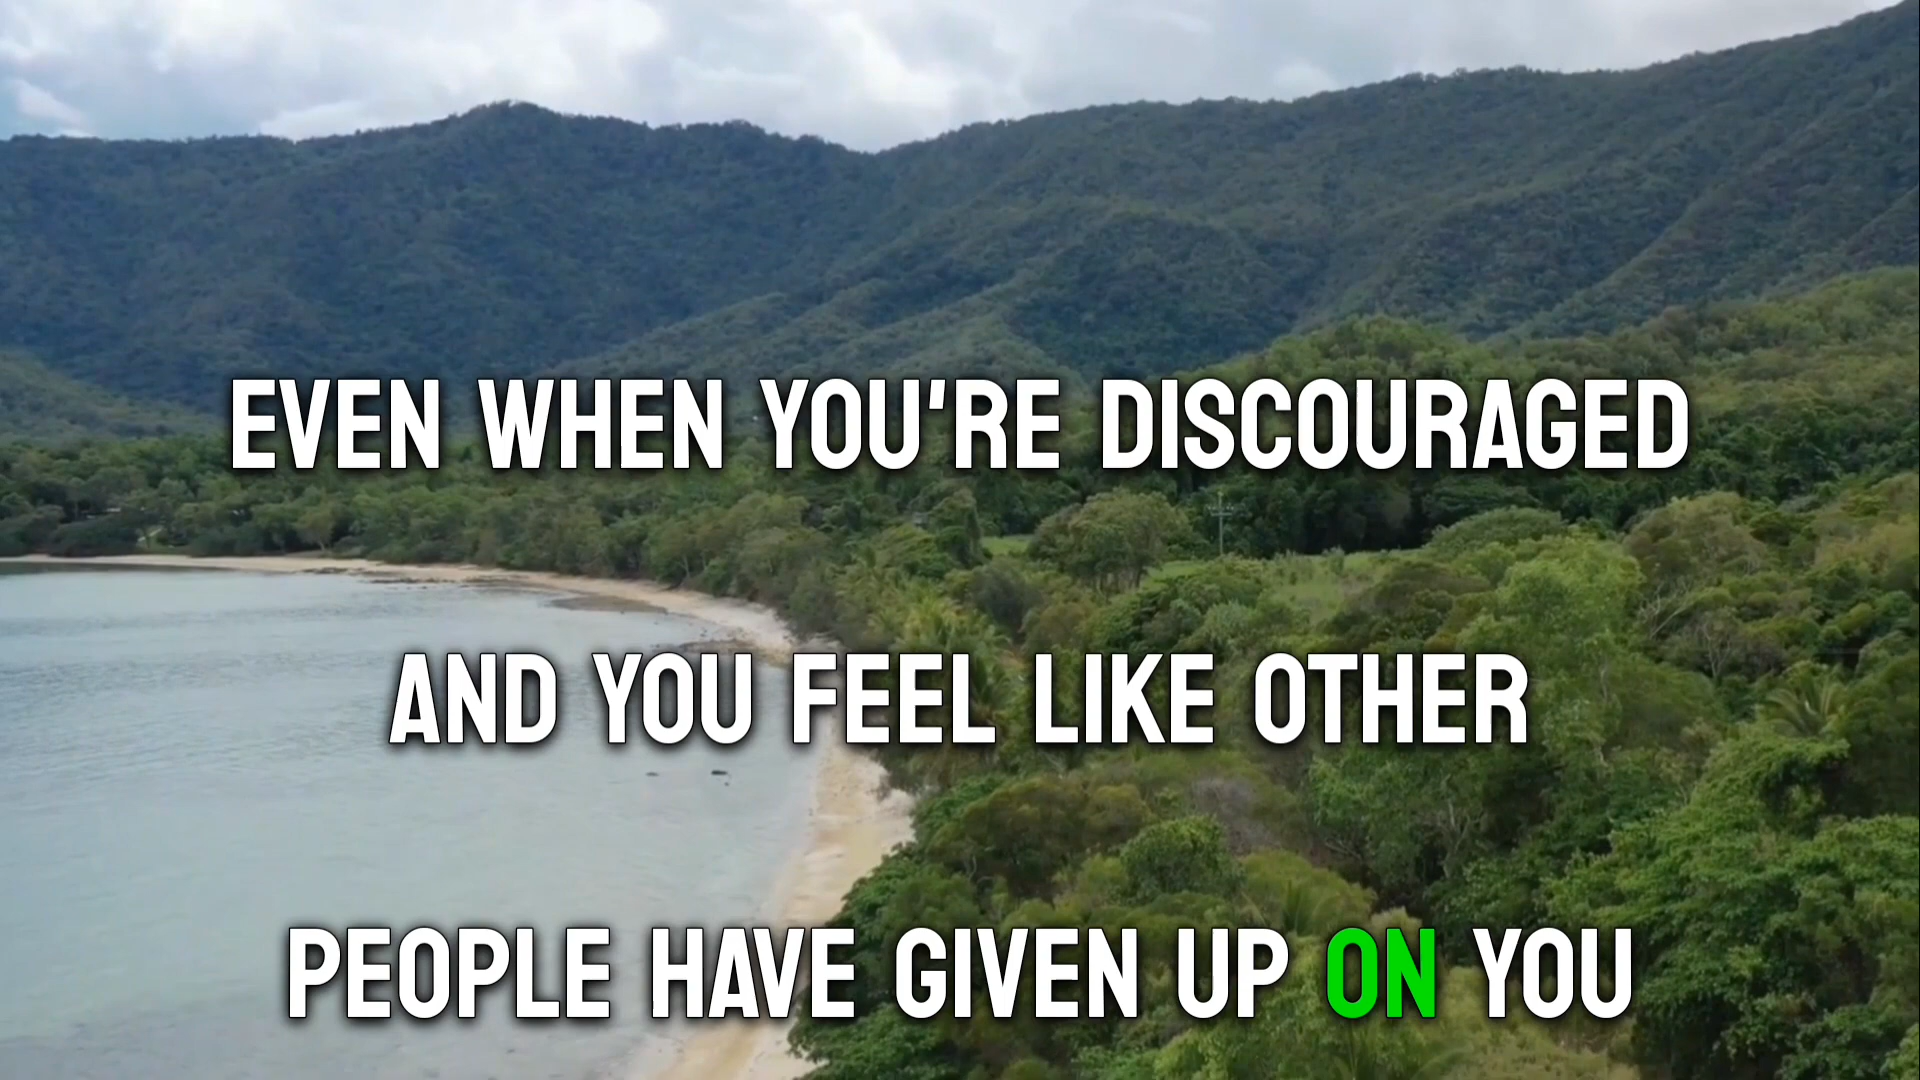 EVEN WHEN YOU'RE DISCOURAGED
AND YOU FEEL LIKE OTHER
PEOPLE HAVE GIVEN UP ON YOU